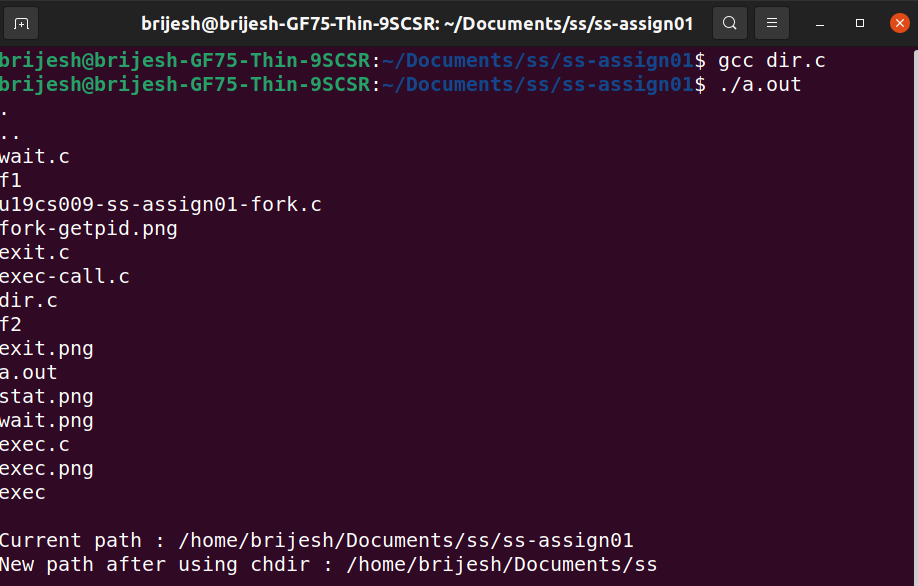 brijesh@brijesh-GF75-Thin-9SCSR: ~/Documents/ss/ss-assign01
brijesh@brijesh-GF75-Thin-9SCSR:~/Documents/ss/ss-assign01$ gcc dir.c
brijesh@brijesh-GF75-Thin-9SCSR:~/Documents/ss/ss-assign01$ ./a.out
.
..
wait.c
f1
u19cs009-ss-assign01-fork.c
fork-getpid.png
exit.c
exec-call.c
dir.c
f2
exit.png
a.out
stat.png
wait.png
exec.c
exec.png
exec
Current path : /home/brijesh/Documents/ss/ss-assign01
New path after using chdir : /home/brijesh/Documents/ss